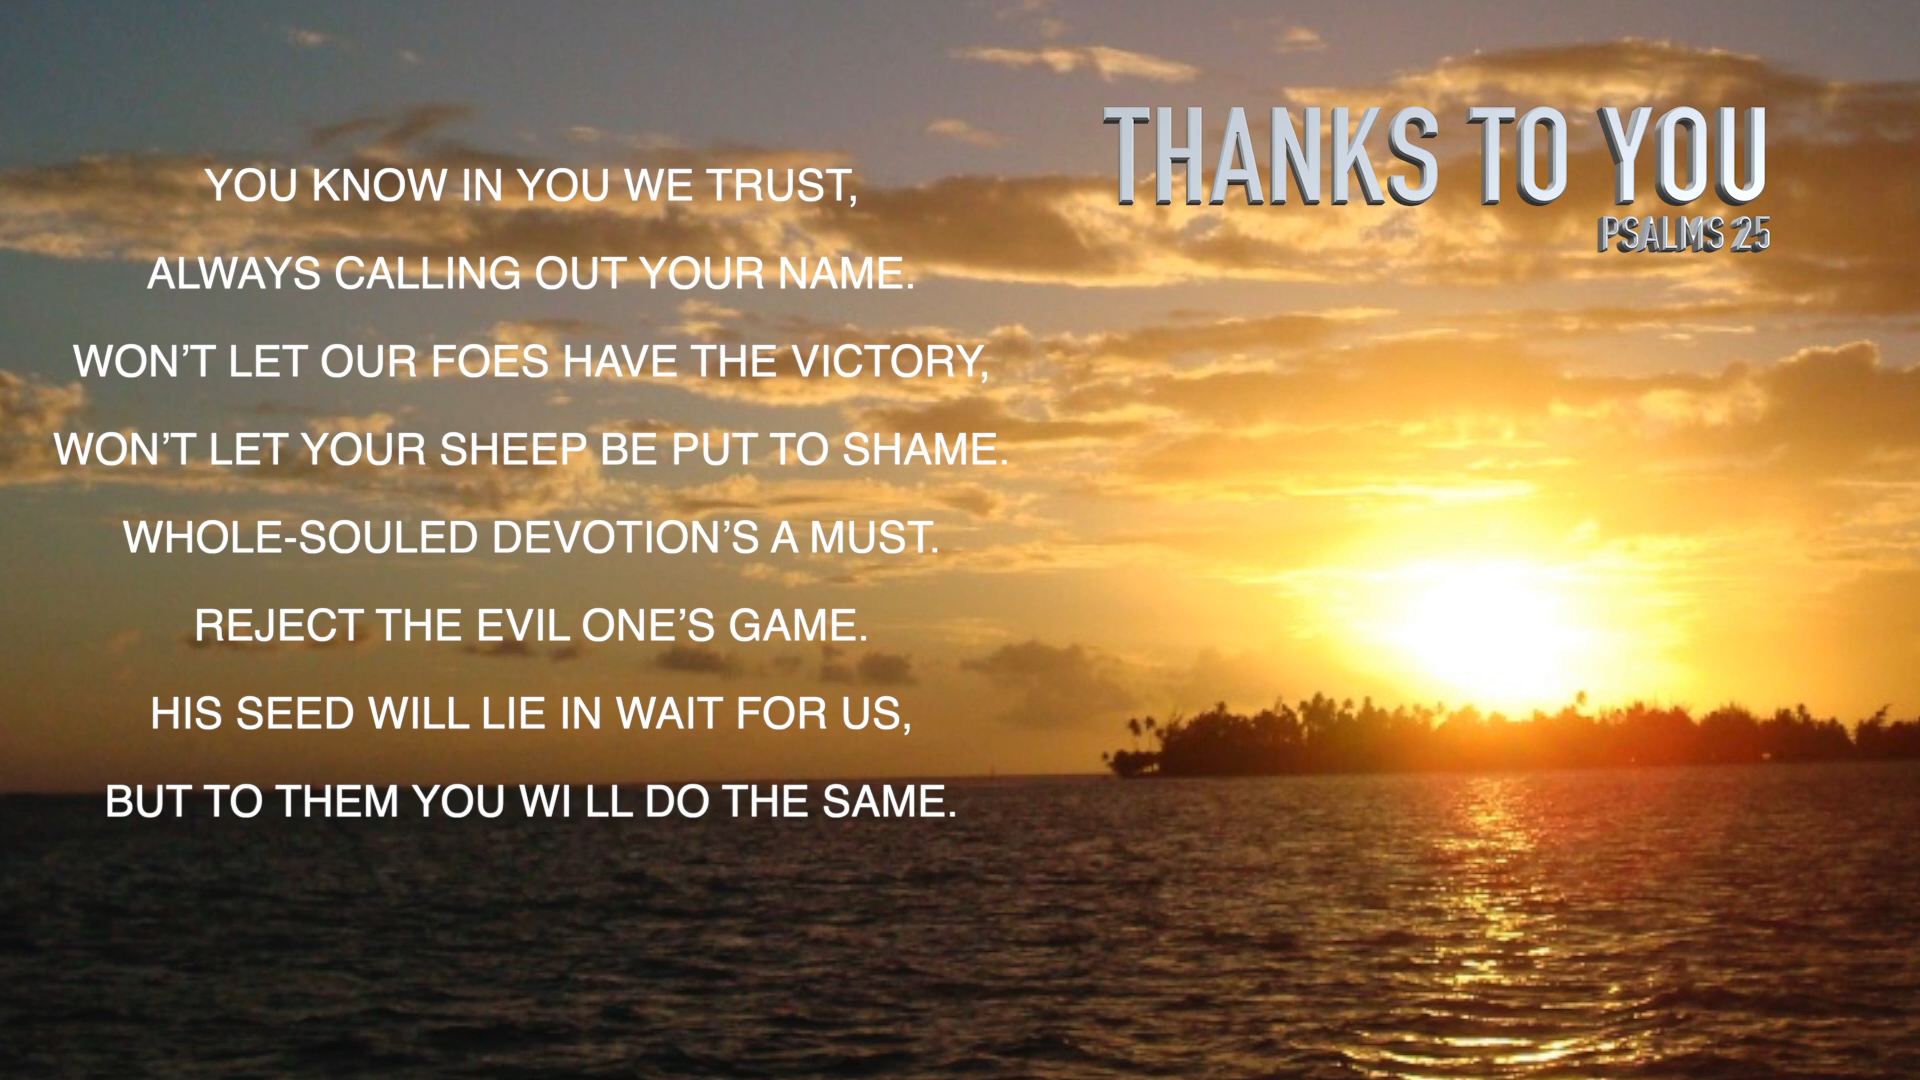 THANKS TO YOU
PSALMS 25
YOU KNOW IN YOU WE TRUST,
ALWAYS CALLING OUT YOUR NAME.
WON’T LET OUR FOES HAVE THE VICTORY,
WON’T LET YOUR SHEEP BE PUT TO SHAME.
WHOLE-SOULED DEVOTION’S A MUST.
REJECT THE EVIL ONE’S GAME.
HIS SEED WILL LIE IN WAIT FOR US,
BUT TO THEM YOU WI LL DO THE SAME.